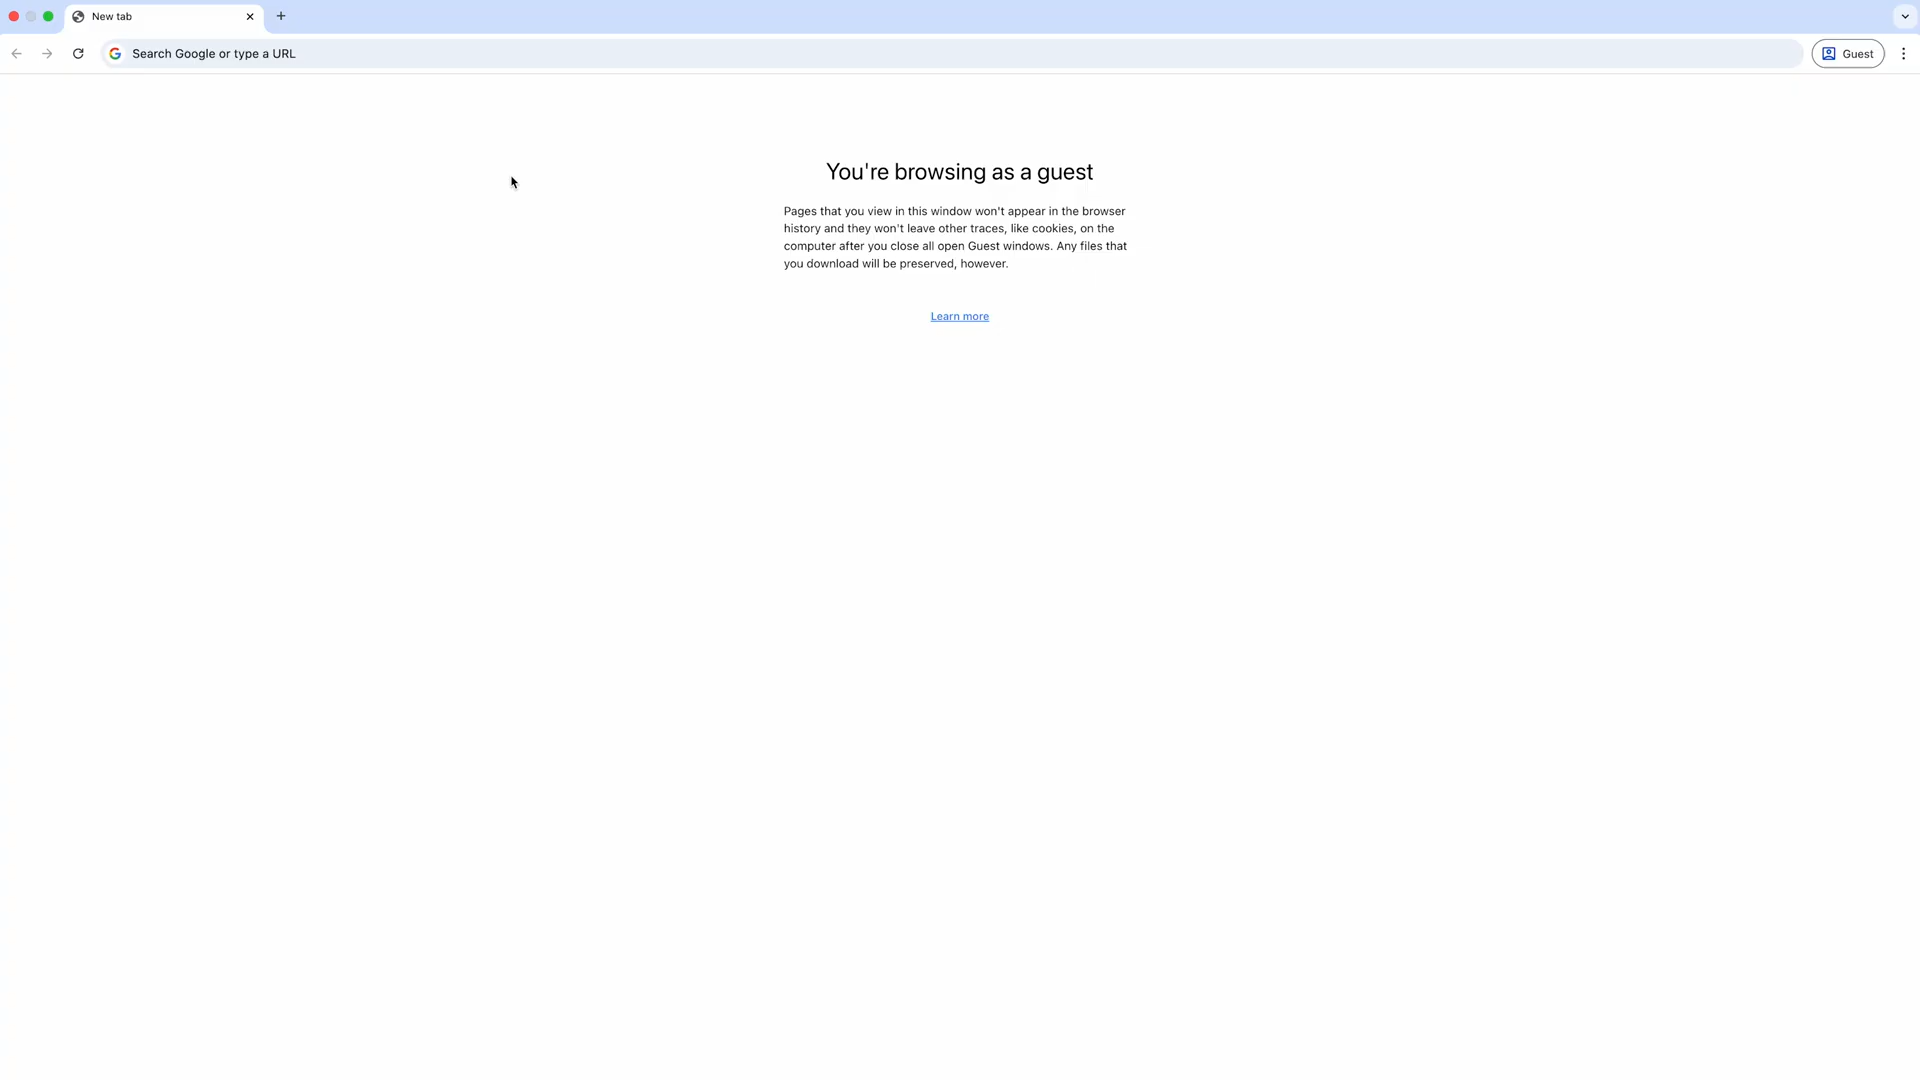 New tab
Search Google or type a URL
Guest
You're browsing as a guest
Pages that you view in this window won't appear in the browser
history and they won't leave other traces, like cookies, on the
computer after you close all open Guest windows. Any files that
you download will be preserved, however.
Learn more